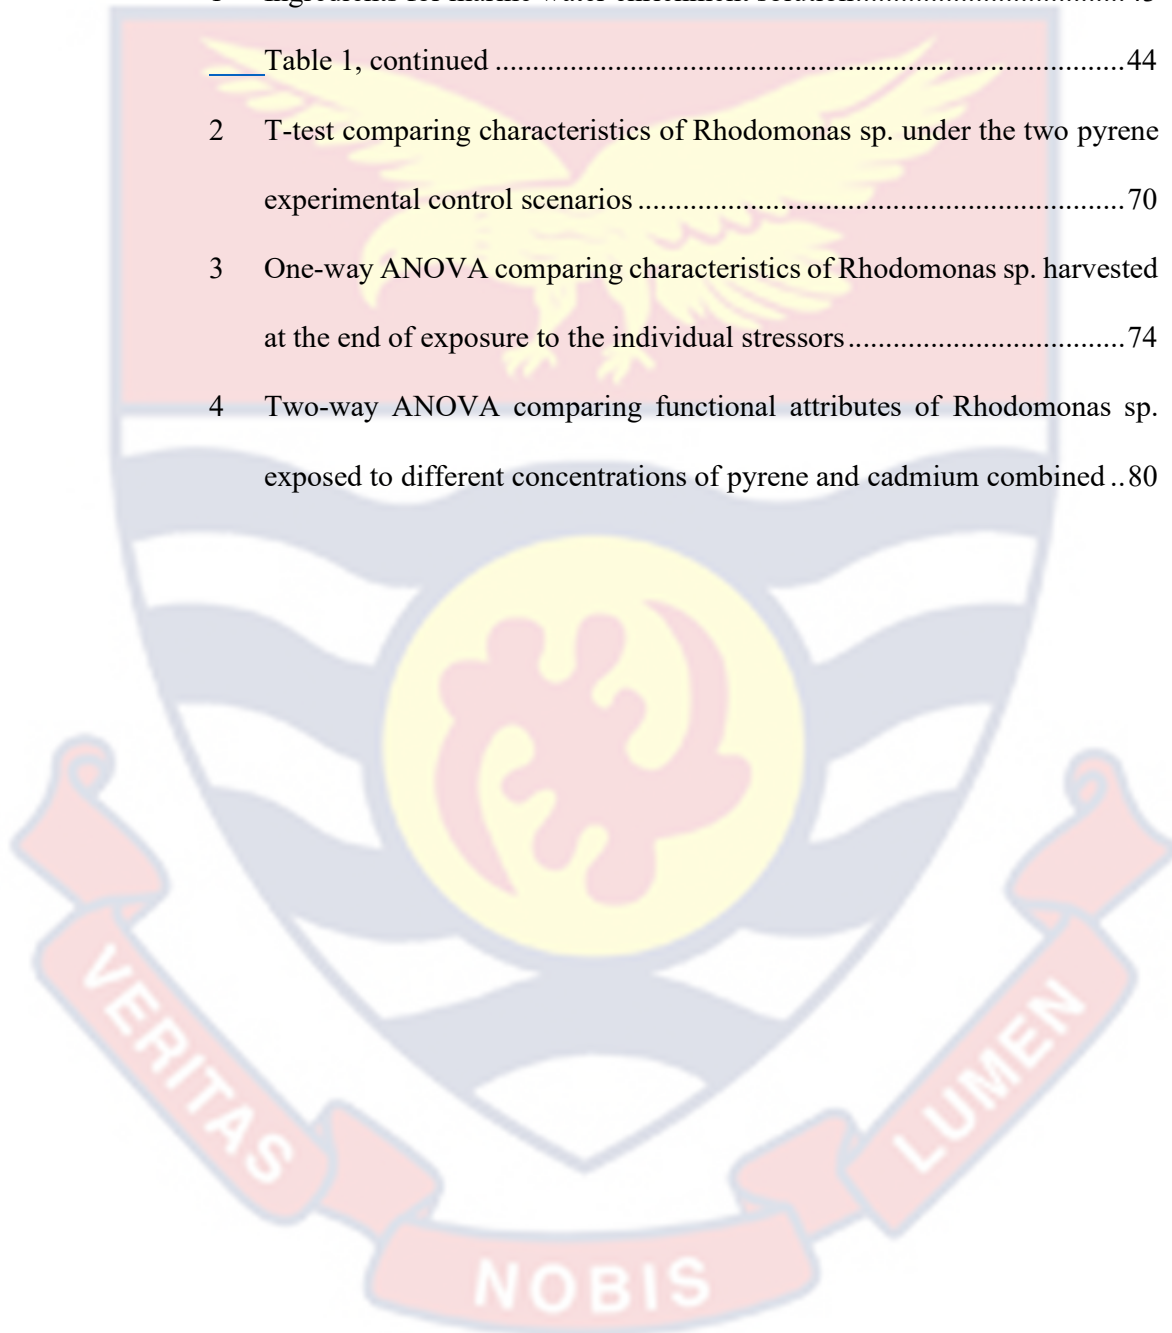 Table 1, continued ....................................................................................44
2 T-test comparing characteristics of Rhodomonas sp. under the two pyrene
experimental control scenarios .................................................................70
3 One-way ANOVA comparing characteristics of Rhodomonas sp. harvested
at the end of exposure to the individual stressors.....................................74
4 Two-way ANOVA comparing functional attributes of Rhodomonas sp.
exposed to different concentrations of pyrene and cadmium combined ..80
VERITAS
NOBIS
LUMEN